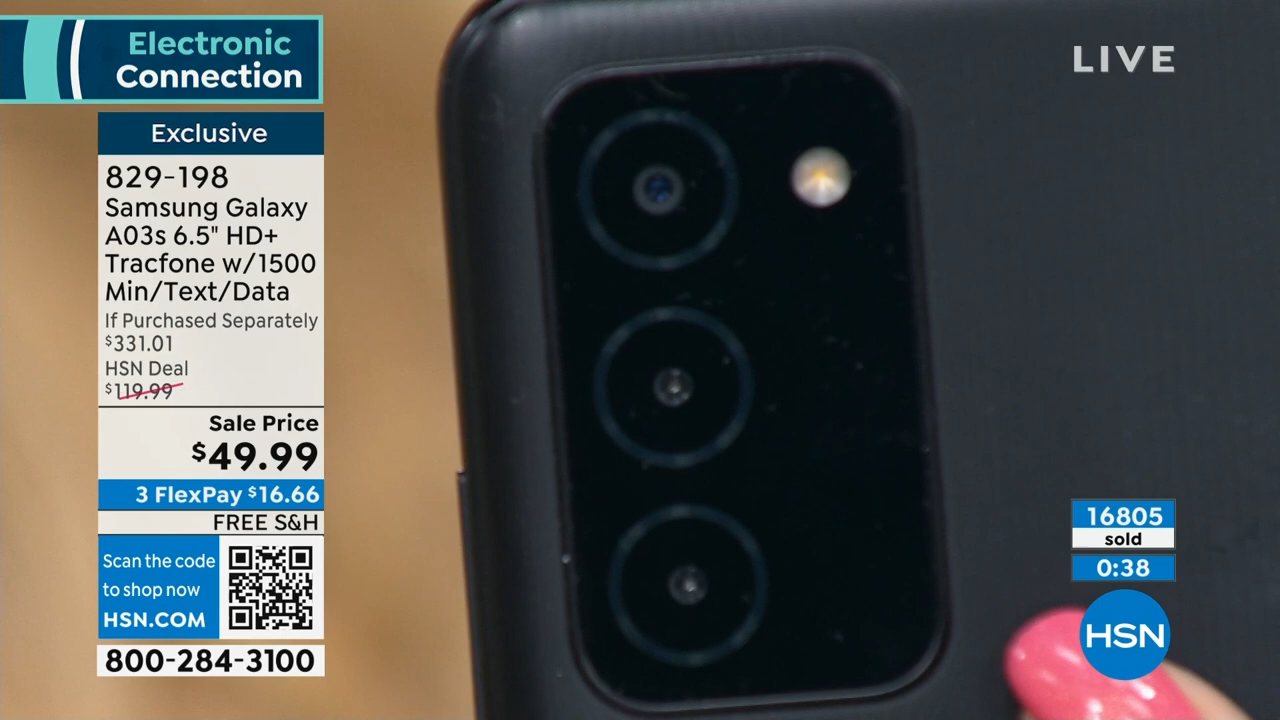 Electronic
Connection
LIVE
Exclusive
829-198
Samsung Galaxy
A03s 6.5" HD+
Tracfone w/1500
Min/Text/Data
If Purchased Separately
$331.01
HSN Deal
$119.99
Sale Price
$49.99
3 FlexPay $16.66
FREE S&H
Scan the code
to shop now
HSN.COM
800-284-3100
16805
sold
0:38
HSN